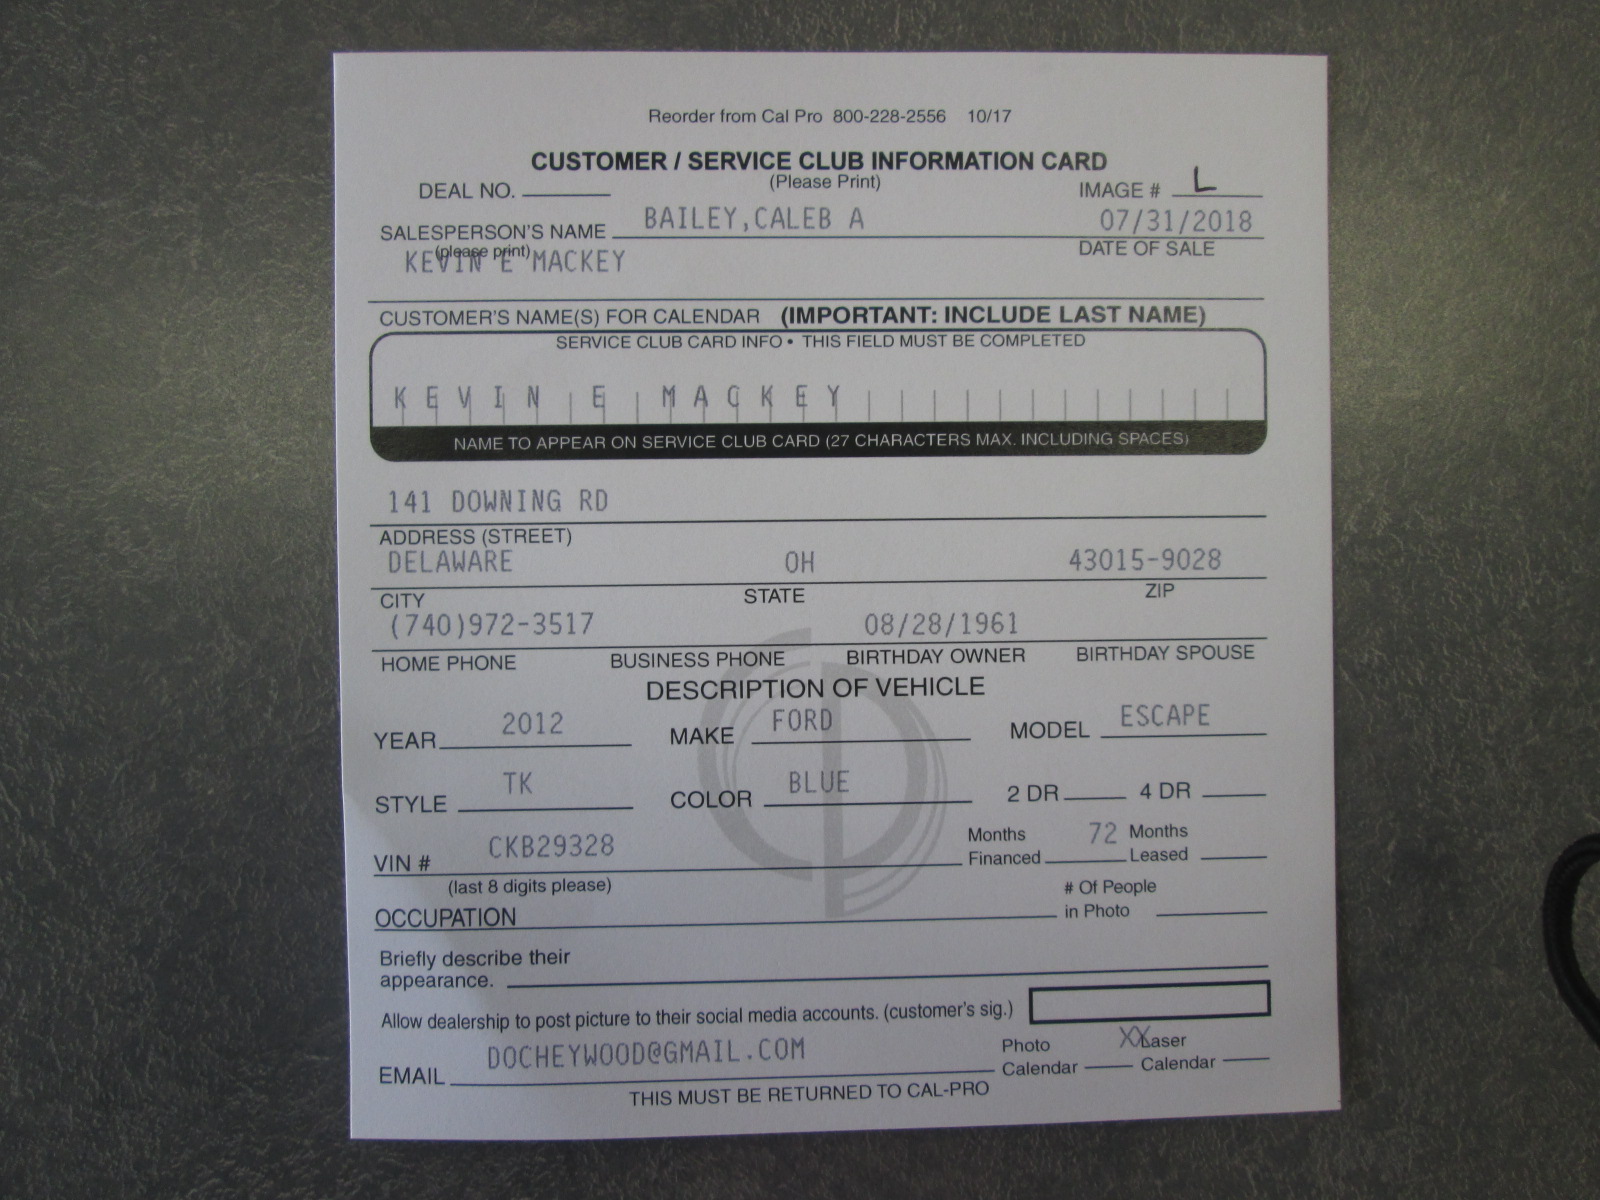 Reorder from Cal Pro 800-228-2556 10/17
CUSTOMER / SERVICE CLUB INFORMATION CARD
(Please Print)
DEAL NO. IMAGE # L
SALESPERSON'S NAME BAILEY,CALEB A 07/31/2018
(please print) DATE OF SALE
KEVIN E MACKEY
CUSTOMER'S NAME(S) FOR CALENDAR (IMPORTANT: INCLUDE LAST NAME)
SERVICE CLUB CARD INFO • THIS FIELD MUST BE COMPLETED
KEVIN E MACKEY
NAME TO APPEAR ON SERVICE CLUB CARD (27 CHARACTERS MAX. INCLUDING SPACES)
141 DOWNING RD
ADDRESS (STREET)
DELAWARE OH 43015-9028
CITY STATE ZIP
(740)972-3517 08/28/1961
HOME PHONE BUSINESS PHONE BIRTHDAY OWNER BIRTHDAY SPOUSE
DESCRIPTION OF VEHICLE
YEAR 2012 MAKE FORD MODEL ESCAPE
STYLE TK COLOR BLUE 2 DR 4 DR
VIN # CKB29328 Months Financed 72 Months Leased
(last 8 digits please) # Of People
OCCUPATION in Photo
Briefly describe their
appearance.
Allow dealership to post picture to their social media accounts. (customer's sig.)
EMAIL DOCHEYWOOD@GMAIL.COM Photo Calendar XX Laser Calendar
THIS MUST BE RETURNED TO CAL-PRO